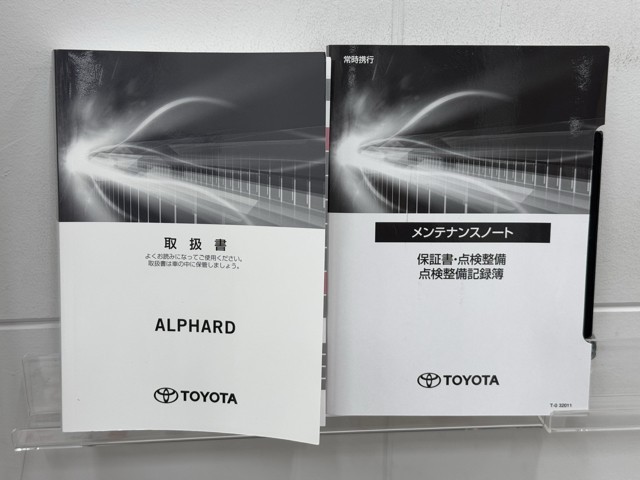 取扱書
よくお読みになってご使用ください。
取扱書は車の中に保管しましょう。
ALPHARD
TOYOTA
常時携行
メンテナンスノート
保証書・点検整備
点検整備記録簿
TOYOTA